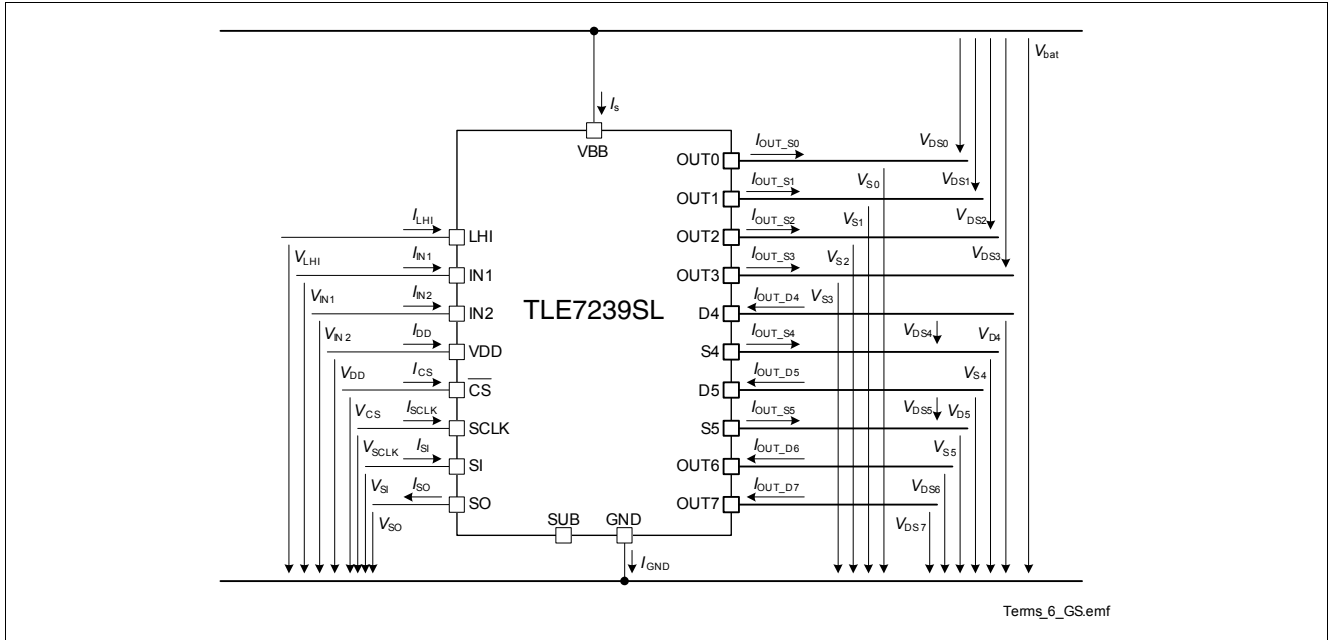 Vbat
Is
VBB
OUT0
IOUT_S0
VDS0
VS0
OUT1
IOUT_S1
VDS1
VS1
ILHI
LHI
OUT2
IOUT_S2
VDS2
VS2
VLHI
IIN1
IN1
OUT3
IOUT_S3
VDS3
VS3
VIN1
IIN2
IN2
TLE7239SL
D4
IOUT_D4
VD4
VIN2
IDD
VDD
S4
IOUT_S4
VDS4
VS4
VDD
ICS
CS
D5
IOUT_D5
VD5
VCS
ISCLK
SCLK
S5
IOUT_S5
VDS5
VS5
VSCLK
ISI
SI
OUT6
IOUT_D6
VDS6
VSI
ISO
SO
OUT7
IOUT_D7
VDS7
VSO
SUB
GND
IGND
Terms_6_GS.emf